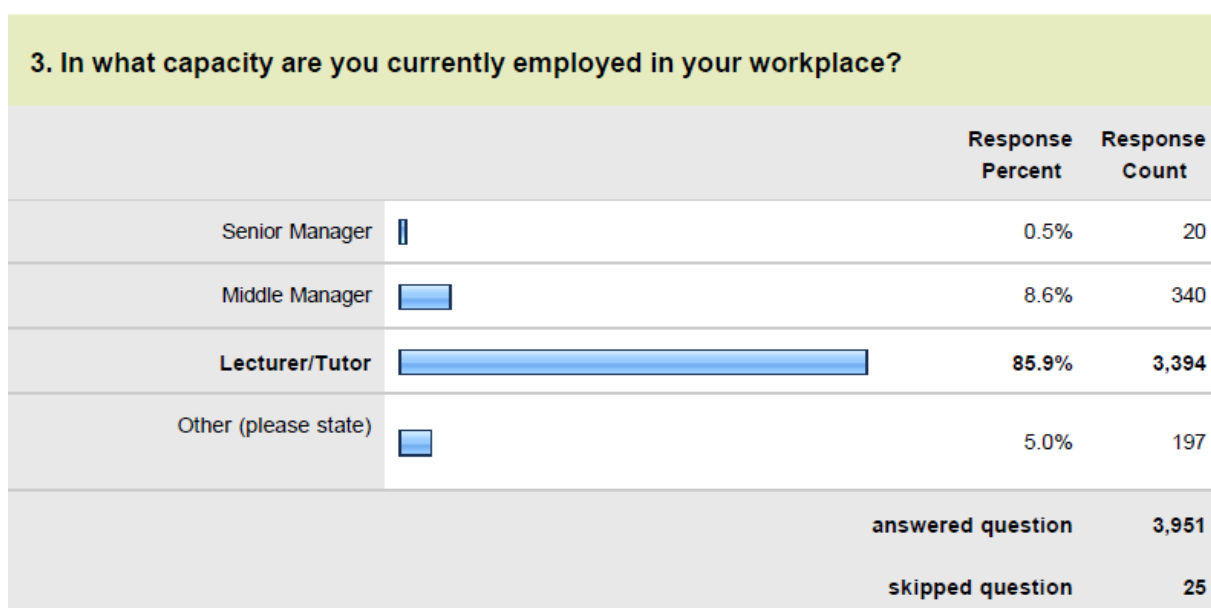 3. In what capacity are you currently employed in your workplace?
Response Percent Response Count
Senior Manager 0.5% 20
Middle Manager 8.6% 340
Lecturer/Tutor 85.9% 3,394
Other (please state) 5.0% 197
answered question 3,951
skipped question 25